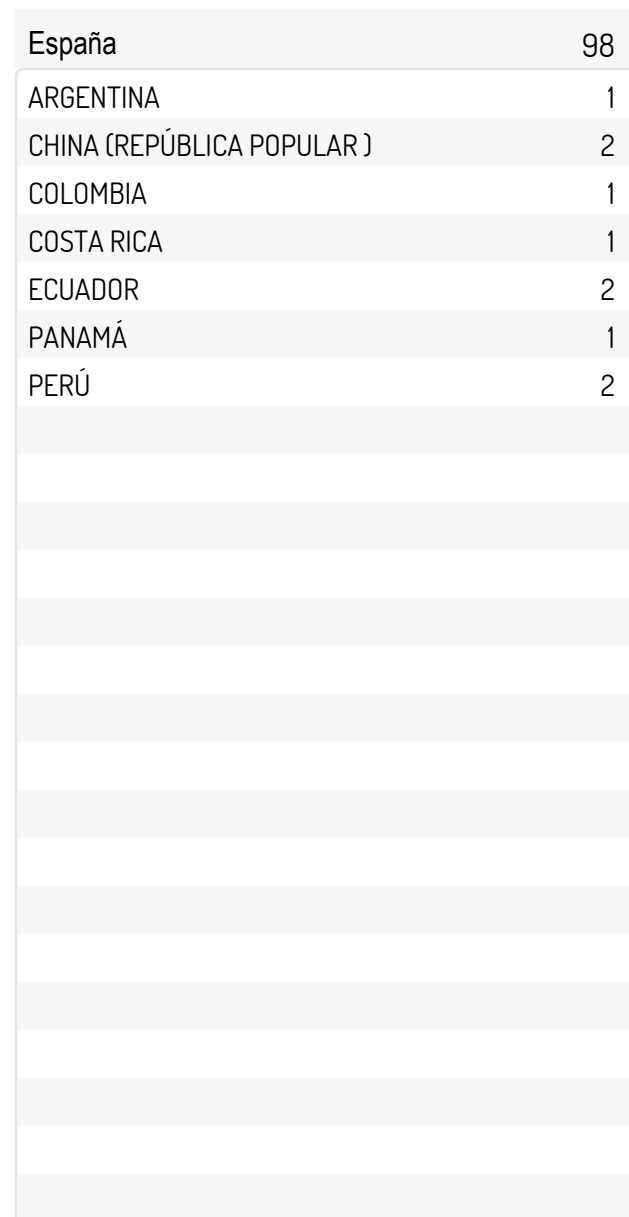 España 98
ARGENTINA 1
CHINA (REPÚBLICA POPULAR ) 2
COLOMBIA 1
COSTA RICA 1
ECUADOR 2
PANAMÁ 1
PERÚ 2